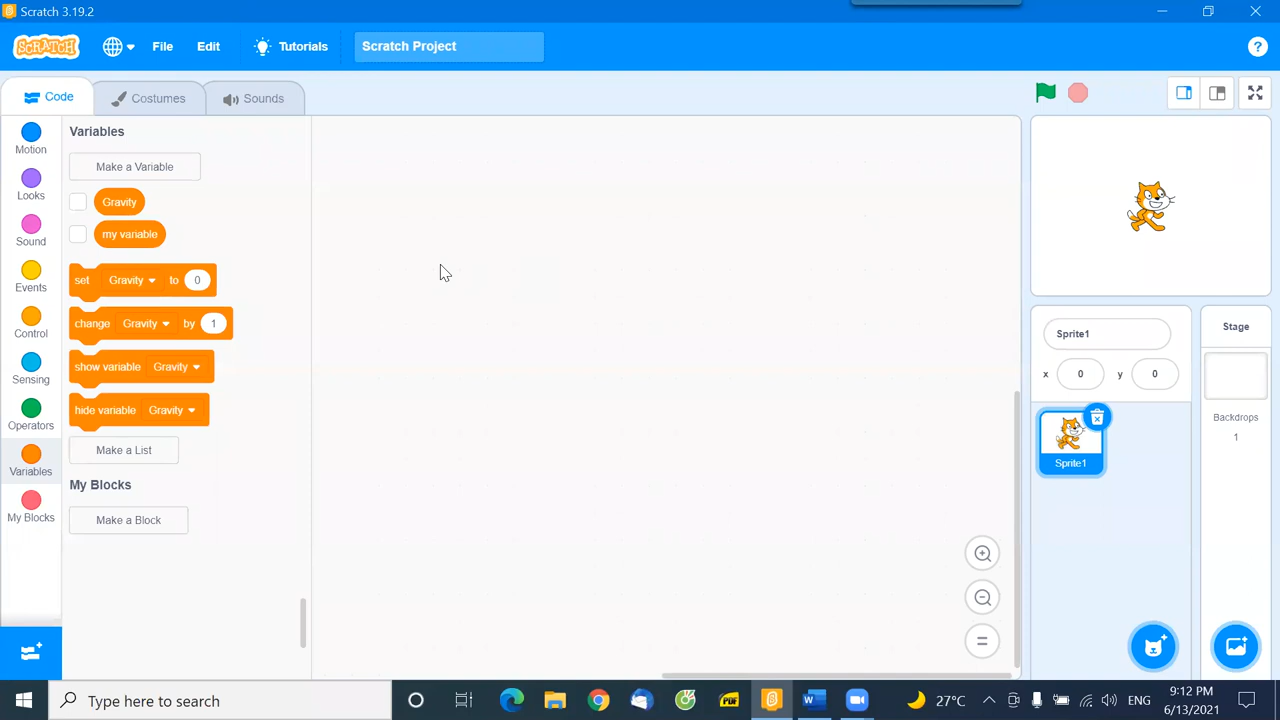 Scratch 3.19.2
SCRATCH File Edit Tutorials Scratch Project ?
Code Costumes Sounds
Motion
Looks
Sound
Events
Control
Sensing
Operators
Variables
My Blocks
Variables
Make a Variable
Gravity
my variable
set Gravity to 0
change Gravity by 1
show variable Gravity
hide variable Gravity
Make a List
My Blocks
Make a Block
Sprite1
x 0 y 0
Sprite1
Stage
Backdrops
1
Type here to search
PDF
W
27°C
ENG
9:12 PM
6/13/2021